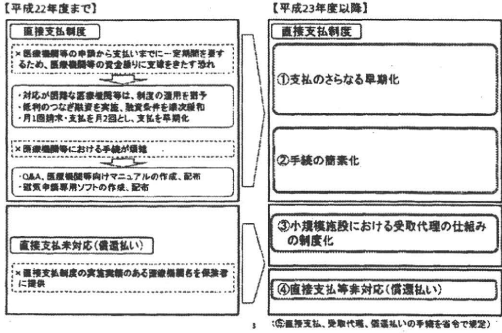 【平成22年度まで】
直接支払制度
×医療機関等の申請から支払いまでに一定期間を要す
るため、医療機関等の資金繰りに支障をきたす恐れ
・対応が困難な医療機関等は、制度の適用を猶予
・低利のつなぎ融資を実施、融資条件を順次緩和
・月1回請求・支払を月2回とし、支払を早期化
×医療機関等における手続が煩雑
・Q&A、医療機関等向けマニュアルの作成、配布
・磁気申請専用ソフトの作成、配布
直接支払未対応(償還払い)
×直接支払制度の実施実績のある医療機関名を保険者
に提供
【平成23年度以降】
直接支払制度
①支払のさらなる早期化
②手続の簡素化
③小規模施設における受取代理の仕組み
の制度化
④直接支払等非対応(償還払い)
(⑤直接支払、受取代理、償還払いの手続を省令で規定)
3